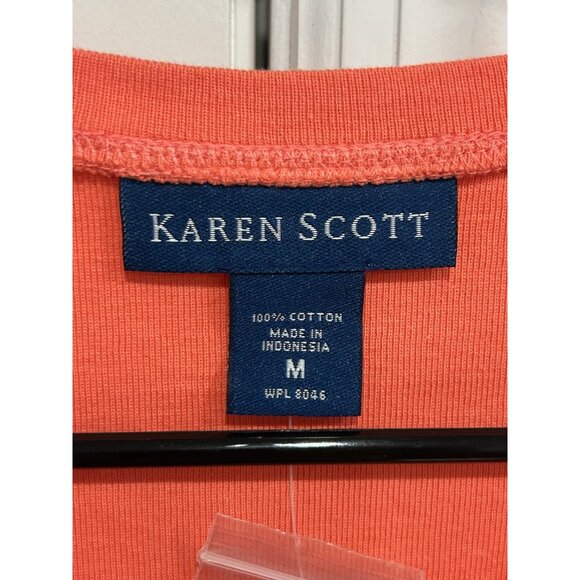 KAREN SCOTT
100% COTTON
MADE IN
INDONESIA
M
WPL 8046